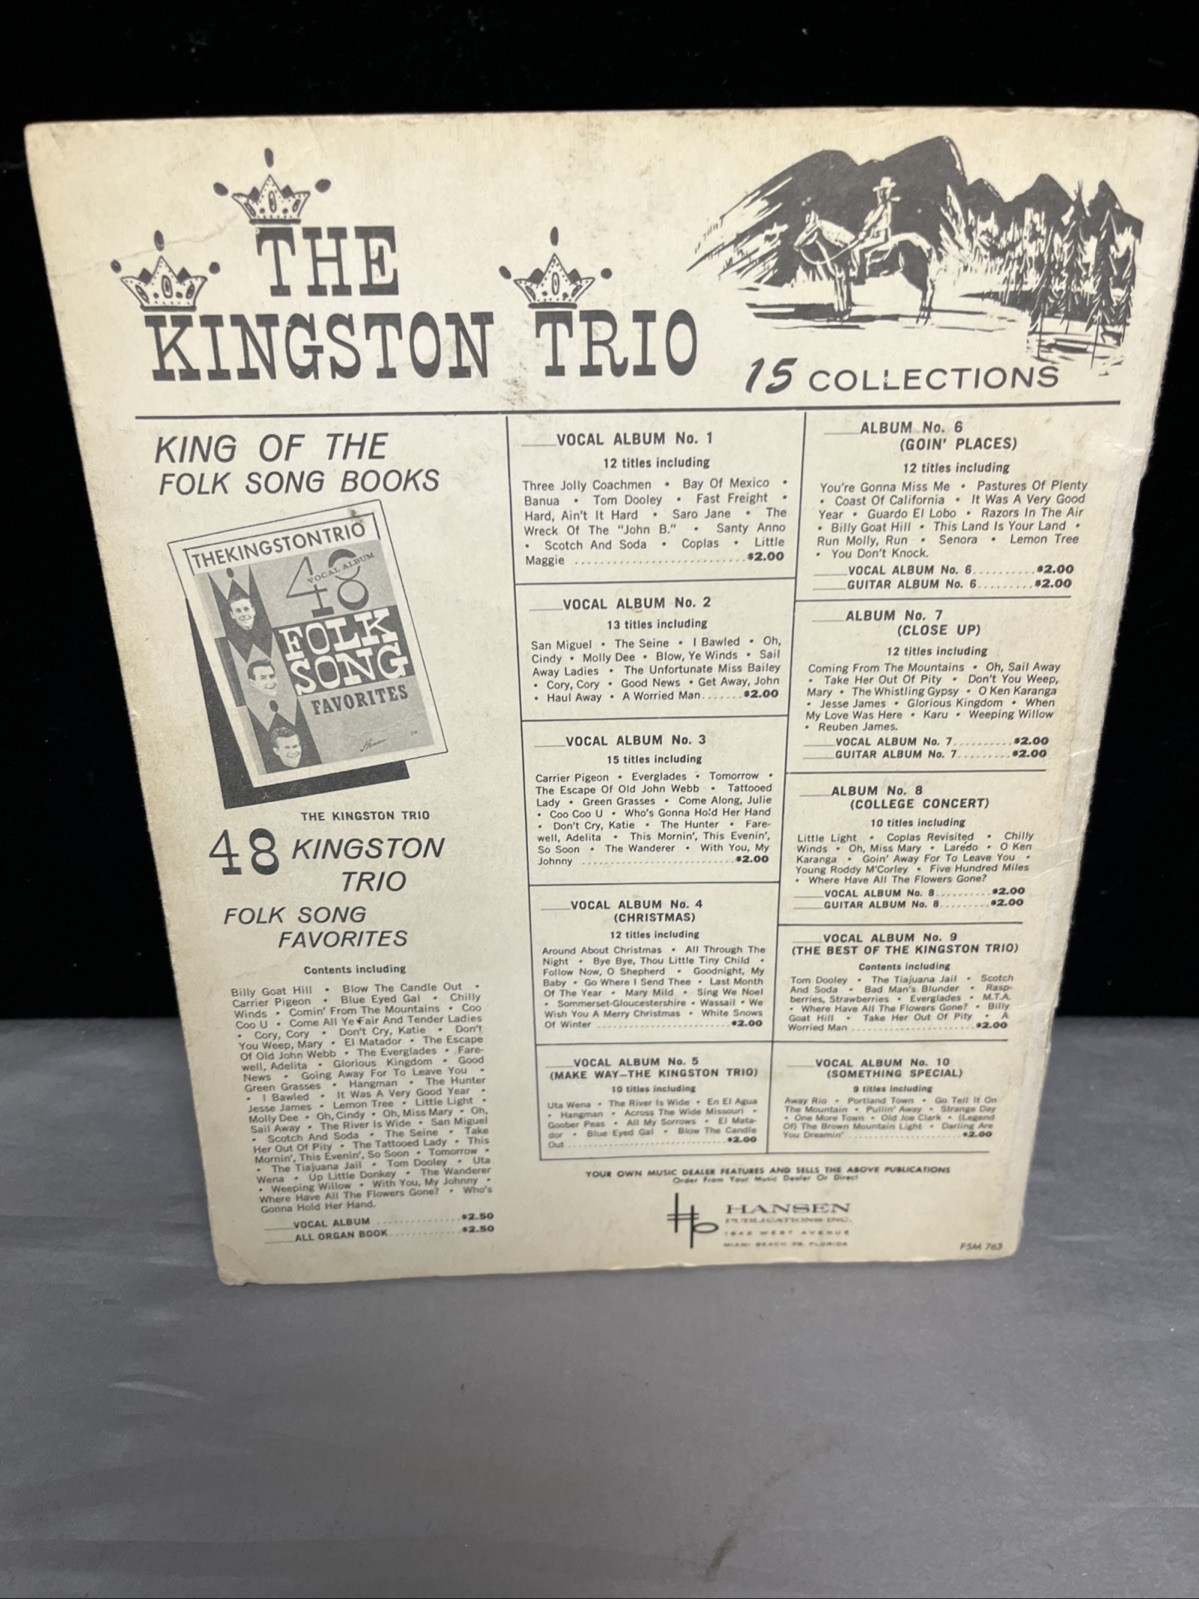 THE
KINGSTON TRIO
15 COLLECTIONS
KING OF THE
FOLK SONG BOOKS
THE KINGSTON TRIO
48
VOCAL ALBUM
FOLK
SONG
FAVORITES
THE KINGSTON TRIO
48 KINGSTON
TRIO
FOLK SONG
FAVORITES
Contents including
Billy Goat Hill • Blow The Candle Out •
Carrier Pigeon • Blue Eyed Gal • Chilly
Winds • Comin' From The Mountains • Coo
Coo U • Come All Ye Fair And Tender Ladies
• Cory, Cory • Don't Cry, Katie • Don't
You Weep, Mary • El Matador • The Escape
Of Old John Webb • The Everglades • Fare-
well, Adelita • Glorious Kingdom • Good
News • Going Away For To Leave You •
Green Grasses • Hangman • The Hunter
• I Bawled • It Was A Very Good Year •
Jesse James • Lemon Tree • Little Light •
Molly Dee • Oh, Cindy • Oh, Miss Mary • Oh,
Sail Away • The River Is Wide • San Miguel
• Scotch And Soda • The Seine • Take
Her Out Of Pity • The Tattooed Lady • This
Mornin', This Evenin', So Soon • Tomorrow •
• The Tiajuana Jail • Tom Dooley • Uta
Wena • Up Little Donkey • The Wanderer
• Weeping Willow • With You, My Johnny •
Where Have All The Flowers Gone? • Who's
Gonna Hold Her Hand.
VOCAL ALBUM .............. $2.50
ALL ORGAN BOOK............ $2.50
____VOCAL ALBUM No. 1
12 titles including
Three Jolly Coachmen • Bay Of Mexico •
Banua • Tom Dooley • Fast Freight •
Hard, Ain't It Hard • Saro Jane • The
Wreck Of The "John B." • Santy Anno
• Scotch And Soda • Coplas • Little
Maggie ..........................$2.00
____VOCAL ALBUM No. 2
13 titles including
San Miguel • The Seine • I Bawled • Oh,
Cindy • Molly Dee • Blow, Ye Winds • Sail
Away Ladies • The Unfortunate Miss Bailey
• Cory, Cory • Good News • Get Away, John
• Haul Away • A Worried Man.......$2.00
____VOCAL ALBUM No. 3
15 titles including
Carrier Pigeon • Everglades • Tomorrow •
The Escape Of Old John Webb • Tattooed
Lady • Green Grasses • Come Along, Julie
• Coo Coo U • Who's Gonna Hold Her Hand
• Don't Cry, Katie • The Hunter • Fare-
well, Adelita • This Mornin', This Evenin',
So Soon • The Wanderer • With You, My
Johnny ..........................$2.00
____VOCAL ALBUM No. 4
(CHRISTMAS)
12 titles including
Around About Christmas • All Through The
Night • Bye Bye, Thou Little Tiny Child •
Follow Now, O Shepherd • Goodnight, My
Baby • Go Where I Send Thee • Last Month
Of The Year • Mary Mild • Sing We Noel
• Sommerset-Gloucestershire • Wassail • We
Wish You A Merry Christmas • White Snows
Of Winter .......................$2.00
____VOCAL ALBUM No. 5
(MAKE WAY—THE KINGSTON TRIO)
10 titles including
Uta Wena • The River Is Wide • En El Agua
• Hangman • Across The Wide Missouri •
Goober Peas • All My Sorrows • El Mata-
dor • Blue Eyed Gal • Blow The Candle
Out .............................$2.00
____ALBUM No. 6
(GOIN' PLACES)
12 titles including
You're Gonna Miss Me • Pastures Of Plenty
• Coast Of California • It Was A Very Good
Year • Guardo El Lobo • Razors In The Air
• Billy Goat Hill • This Land Is Your Land •
Run Molly, Run • Senora • Lemon Tree
• You Don't Knock.
____VOCAL ALBUM No. 6..........$2.00
____GUITAR ALBUM No. 6.........$2.00
____ALBUM No. 7
(CLOSE UP)
12 titles including
Coming From The Mountains • Oh, Sail Away
• Take Her Out Of Pity • Don't You Weep,
Mary • The Whistling Gypsy • O Ken Karanga
• Jesse James • Glorious Kingdom • When
My Love Was Here • Karu • Weeping Willow
• Reuben James.
____VOCAL ALBUM No. 7..........$2.00
____GUITAR ALBUM No. 7.........$2.00
____ALBUM No. 8
(COLLEGE CONCERT)
10 titles including
Little Light • Coplas Revisited • Chilly
Winds • Oh, Miss Mary • Laredo • O Ken
Karanga • Goin' Away For To Leave You •
Young Roddy M'Corley • Five Hundred Miles
• Where Have All The Flowers Gone?
____VOCAL ALBUM No. 8..........$2.00
____GUITAR ALBUM No. 8.........$2.00
____VOCAL ALBUM No. 9
(THE BEST OF THE KINGSTON TRIO)
Contents including
Tom Dooley • The Tiajuana Jail • Scotch
And Soda • Bad Man's Blunder • Rasp-
berries, Strawberries • Everglades • M.T.A.
• Where Have All The Flowers Gone? • Billy
Goat Hill • Take Her Out Of Pity • A
Worried Man .....................$2.00
____VOCAL ALBUM No. 10
(SOMETHING SPECIAL)
9 titles including
Away Rio • Portland Town • Go Tell It On
The Mountain • Pullin' Away • Strange Day
• One More Town • Old Joe Clark • (Legend
Of) The Brown Mountain Light • Darling Are
You Dreamin' ....................$2.00
YOUR OWN MUSIC DEALER FEATURES AND SELLS THE ABOVE PUBLICATIONS
Order From Your Music Dealer Or Direct
HANSEN
PUBLICATIONS INC.
1842 WEST AVENUE
MIAMI BEACH 39, FLORIDA
FSM 763